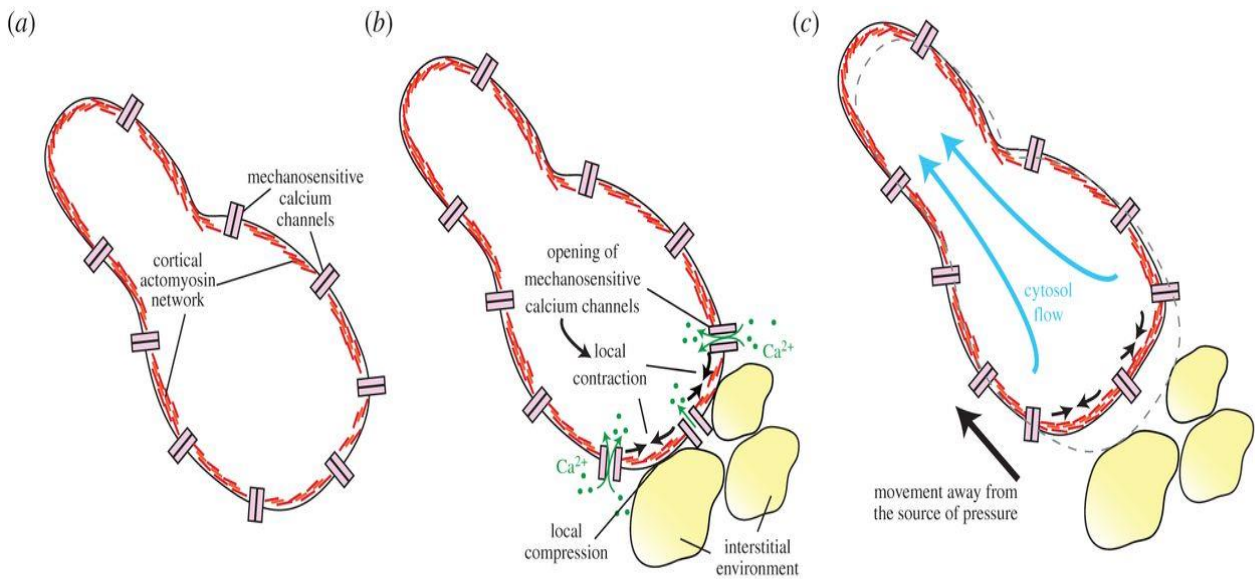 (a)
mechanosensitive
calcium
channels
cortical
actomyosin
network
(b)
opening of
mechanosensitive
calcium channels
Ca2+
local
contraction
Ca2+
local
compression
interstitial
environment
(c)
cytosol
flow
movement away from
the source of pressure